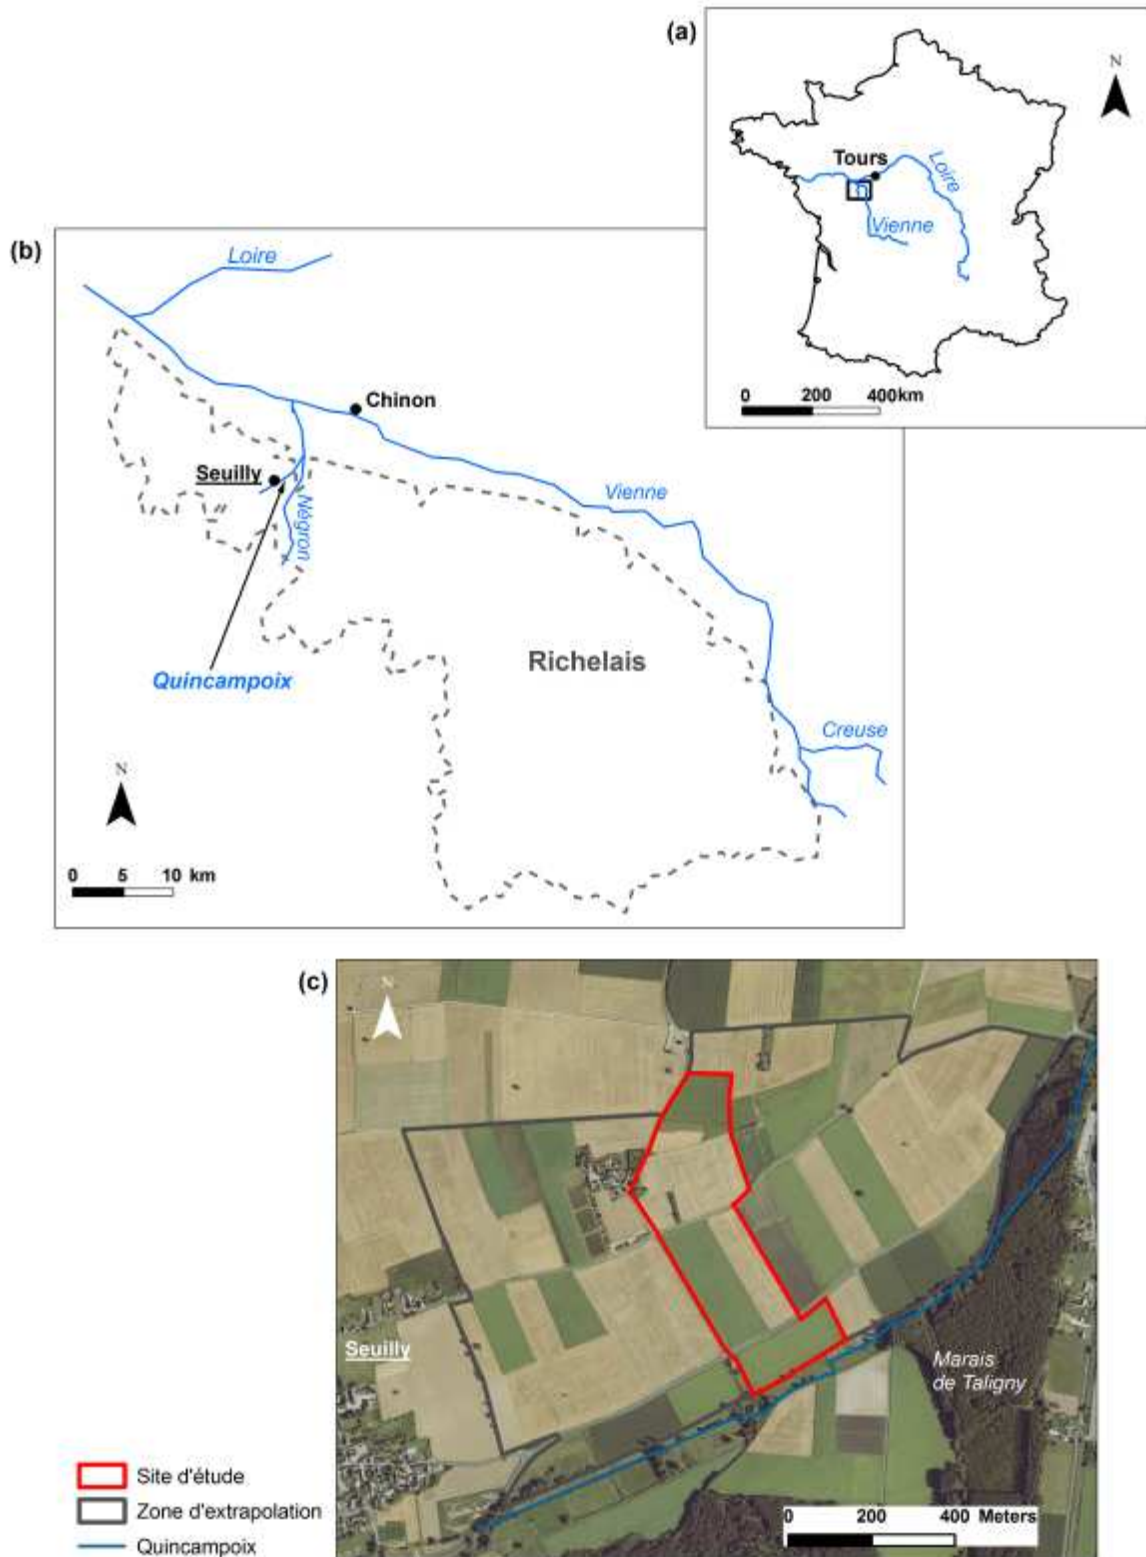 (a)
N
Tours
Loire
Vienne
0 200 400km
(b)
Loire
Chinon
Seuilly
Négron
Vienne
Quincampoix
Richelais
Creuse
N
0 5 10 km
(c)
N
Seuilly
Marais
de Taligny
Site d'étude
Zone d'extrapolation
Quincampoix
0 200 400 Meters